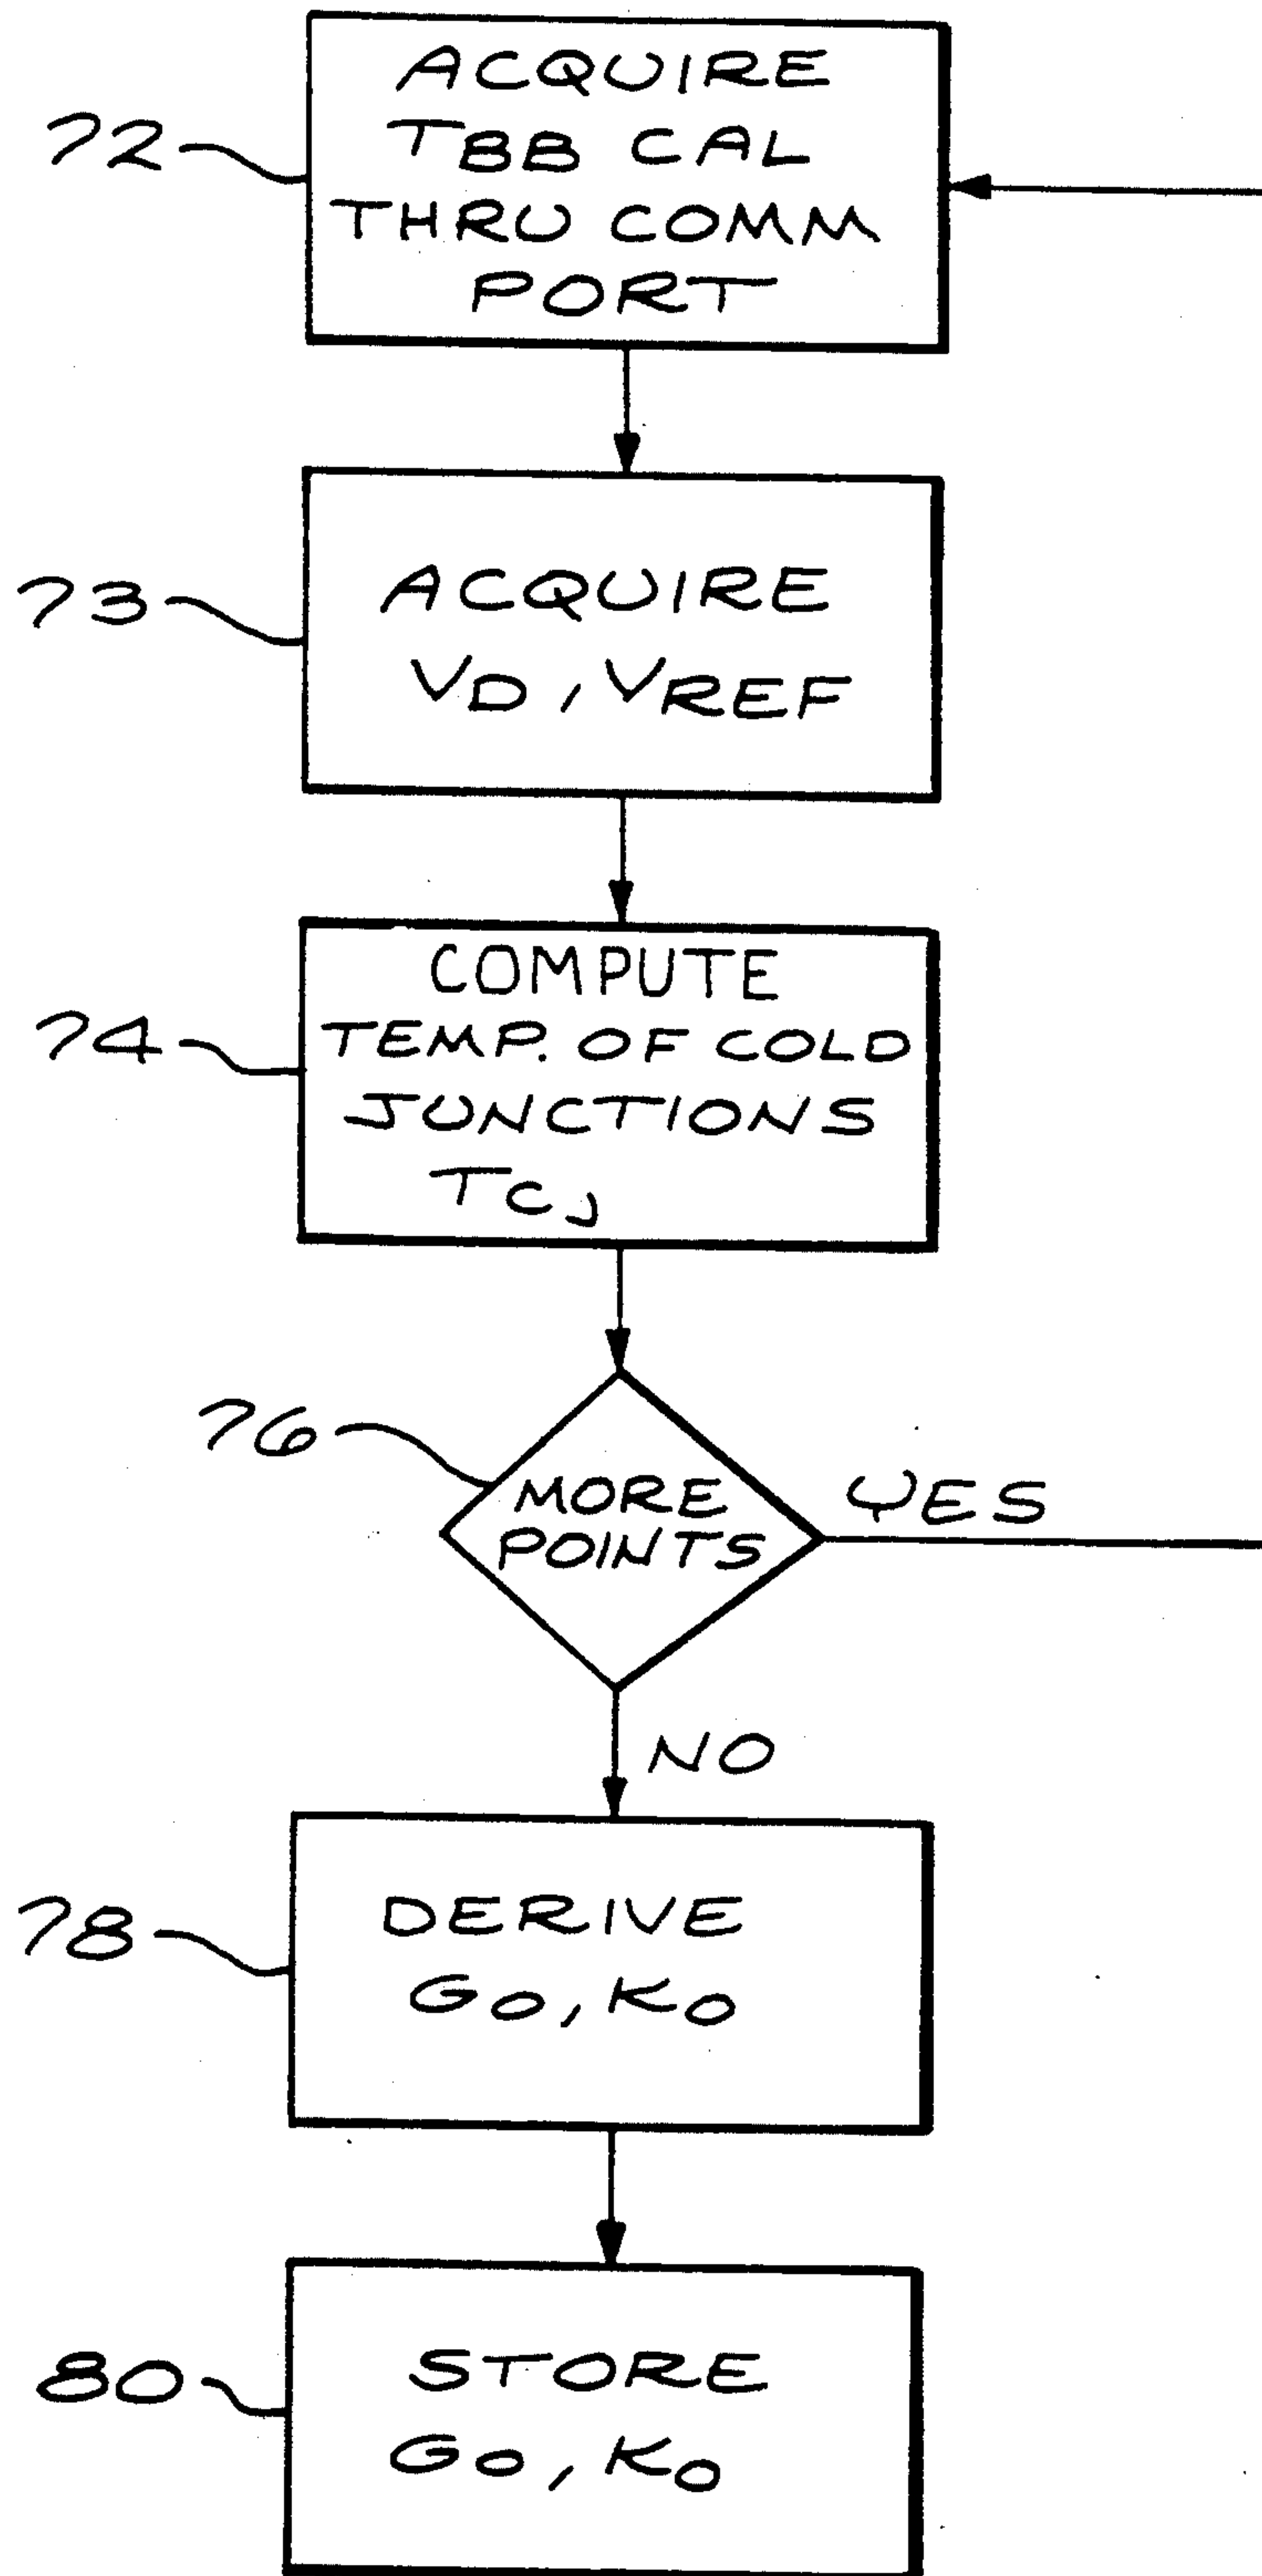 72
ACQUIRE
TBB CAL
THRU COMM
PORT
73
ACQUIRE
VD, VREF
74
COMPUTE
TEMP. OF COLD
JUNCTIONS
TCJ
76
MORE
POINTS
YES
NO
78
DERIVE
GO, KO
80
STORE
GO, KO